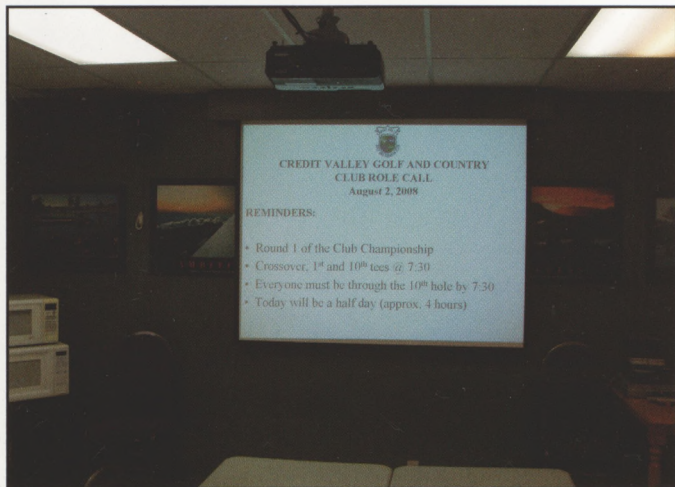 CREDIT VALLEY GOLF AND COUNTRY
CLUB ROLE CALL
August 2, 2008
REMINDERS:
• Round 1 of the Club Championship
• Crossover, 1st and 10th tees @ 7:30
• Everyone must be through the 10th hole by 7:30
• Today will be a half day (approx. 4 hours)